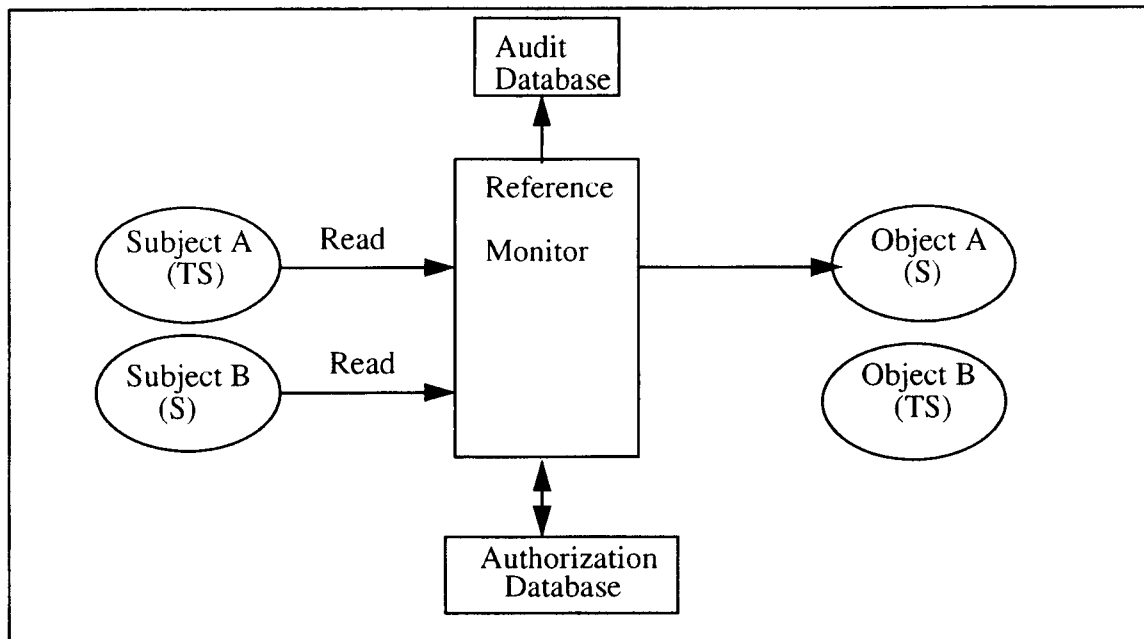 Audit
Database
Reference
Monitor
Subject A
(TS)
Read
Subject B
(S)
Read
Object A
(S)
Object B
(TS)
Authorization
Database